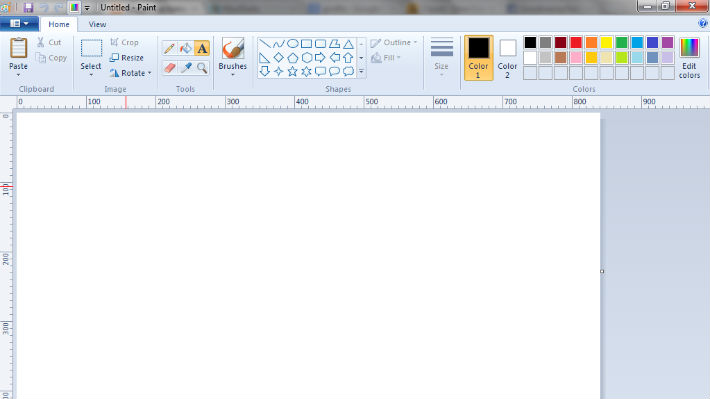 Untitled - Paint
Home View
Paste
Cut
Copy
Clipboard
Select
Crop
Resize
Rotate
Image
A
Tools
Brushes
Shapes
Outline
Fill
Size
Color 1
Color 2
Edit colors
Colors
0 100 200 300 400 500 600 700 800 900
0
100
200
300